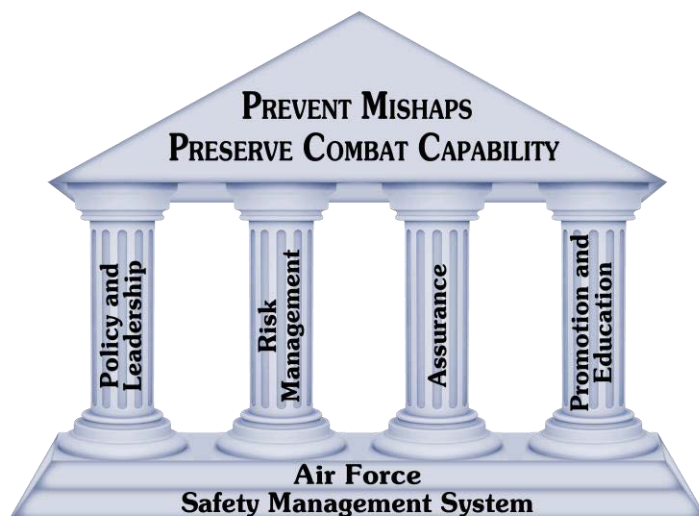 PREVENT MISHAPS
PRESERVE COMBAT CAPABILITY
Policy and
Leadership
Risk
Management
Assurance
Promotion and
Education
Air Force
Safety Management System